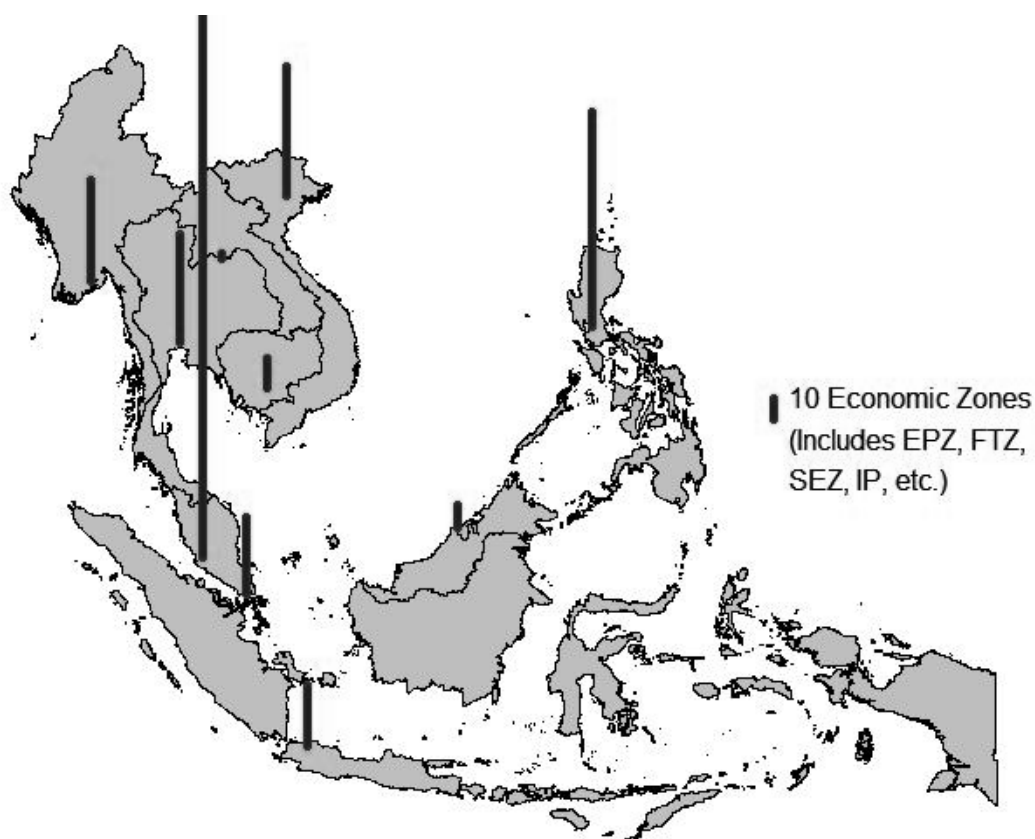 10 Economic Zones
(Includes EPZ, FTZ,
SEZ, IP, etc.)